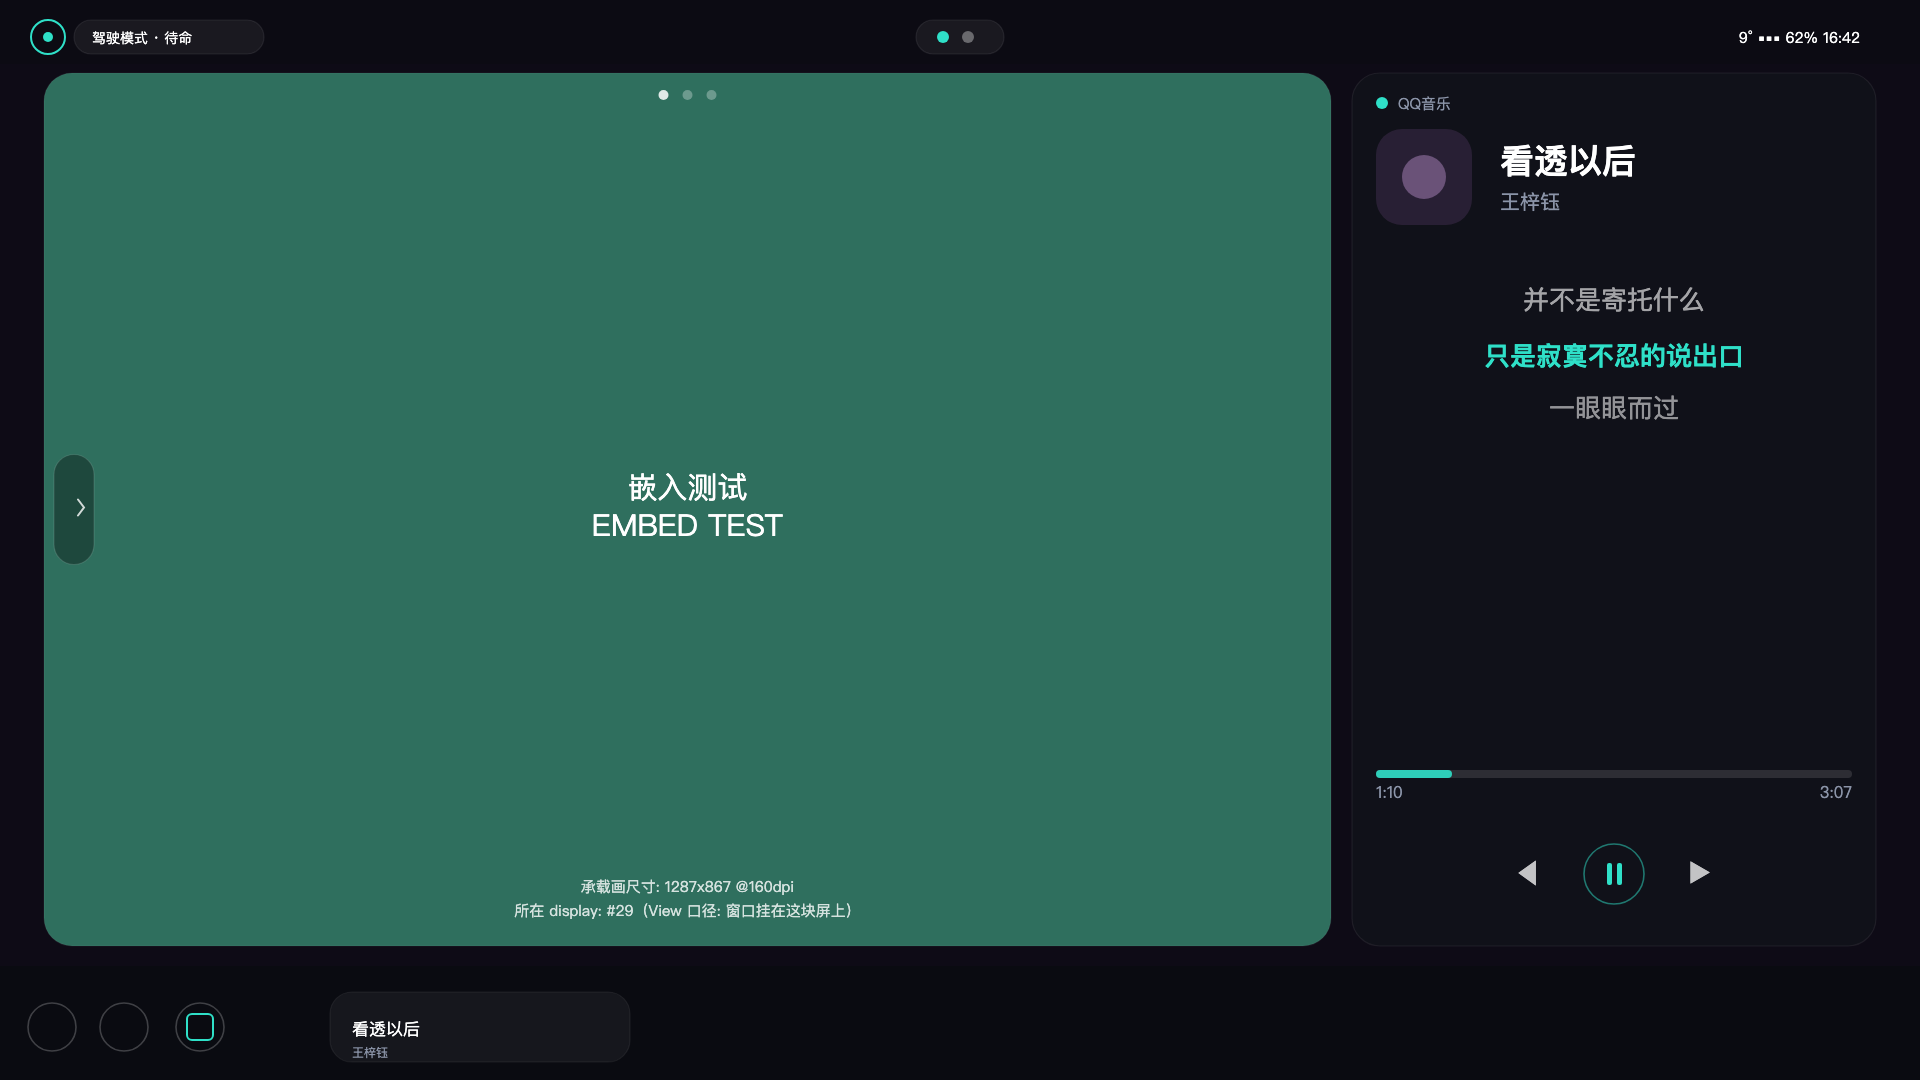 驾驶模式 · 待命
9° ▪▪▪ 62% 16:42
嵌入测试
EMBED TEST
承载画尺寸: 1287x867 @160dpi
所在 display: #29（View 口径: 窗口挂在这块屏上）
QQ音乐
看透以后
王梓钰
并不是寄托什么
只是寂寞不忍的说出口
一眼眼而过
1:10
3:07
看透以后
王梓钰